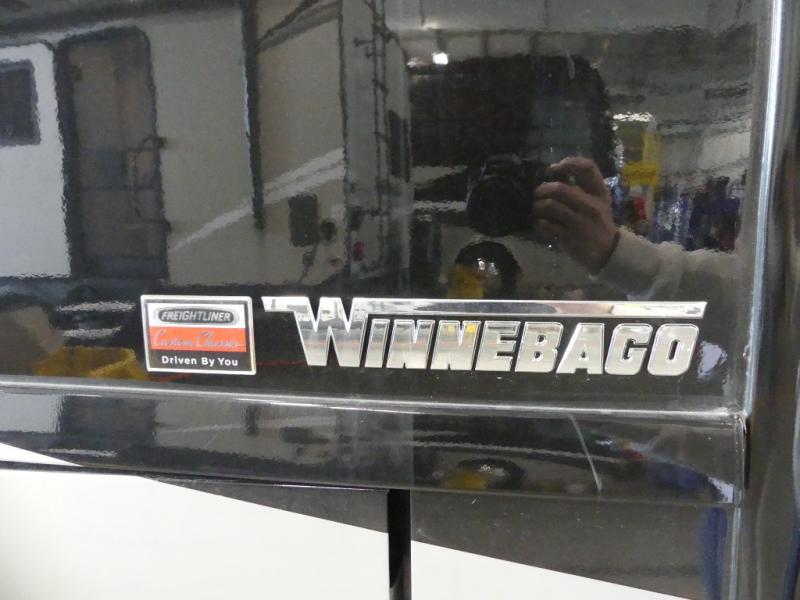 FREIGHTLINER
Custom Chassis
Driven By You
WINNEBAGO